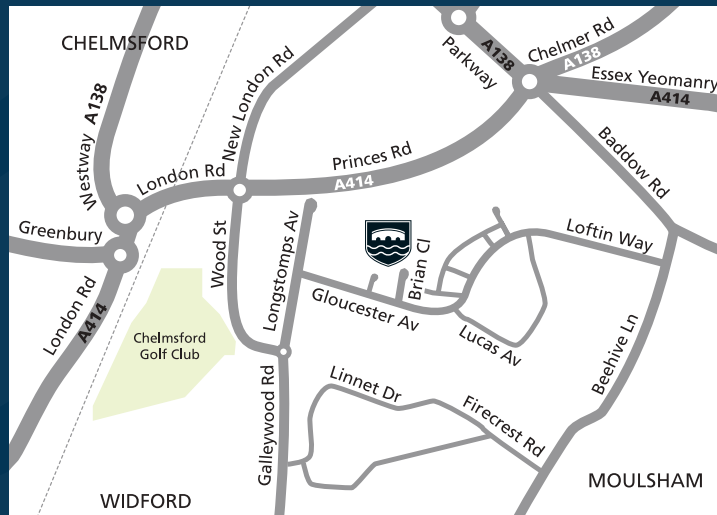 CHELMSFORD
Westway
A138
New London Rd
Parkway
A138
Chelmer Rd
A138
Essex Yeomanry
A414
London Rd
Princes Rd
A414
Baddow Rd
Greenbury
London Rd
A414
Wood St
Longstomps Av
Brian Cl
Loftin Way
Gloucester Av
Lucas Av
Beehive Ln
Chelmsford
Golf Club
Galleywood Rd
Linnet Dr
Firecrest Rd
WIDFORD
MOULSHAM